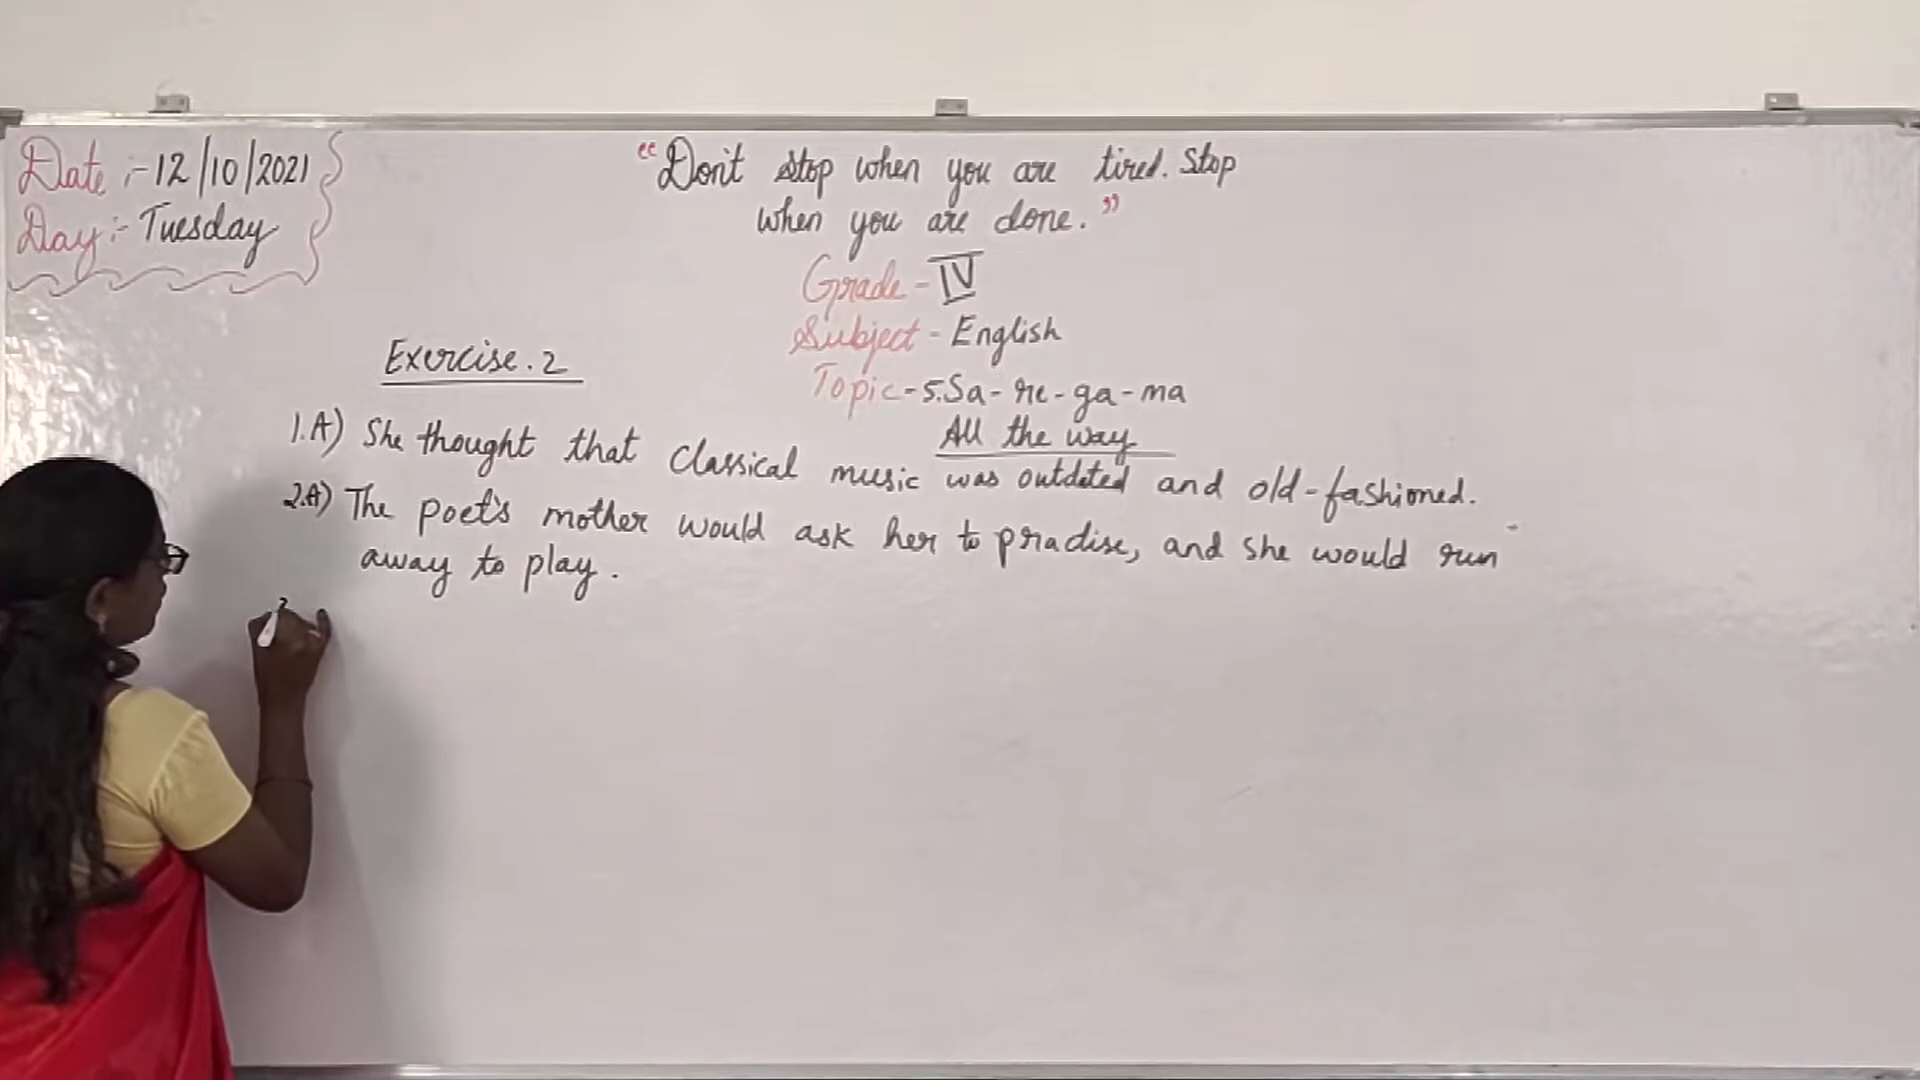 Date :- 12/10/2021
Day :- Tuesday
"Don't stop when you are tired. Stop
when you are done."
Grade - IV
Subject - English
Topic - 5.Sa- re - ga - ma
All the way
Exercise. 2
1.A) She thought that classical music was outdated and old-fashioned.
2.A) The poet's mother would ask her to pradise, and she would run
away to play.